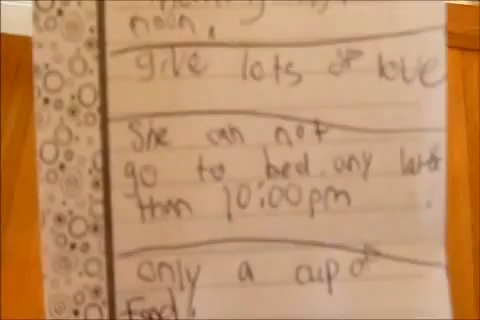 noon.
give lots of love
She can not
go to bed any later
than 10:00pm
only a cup of
Food!